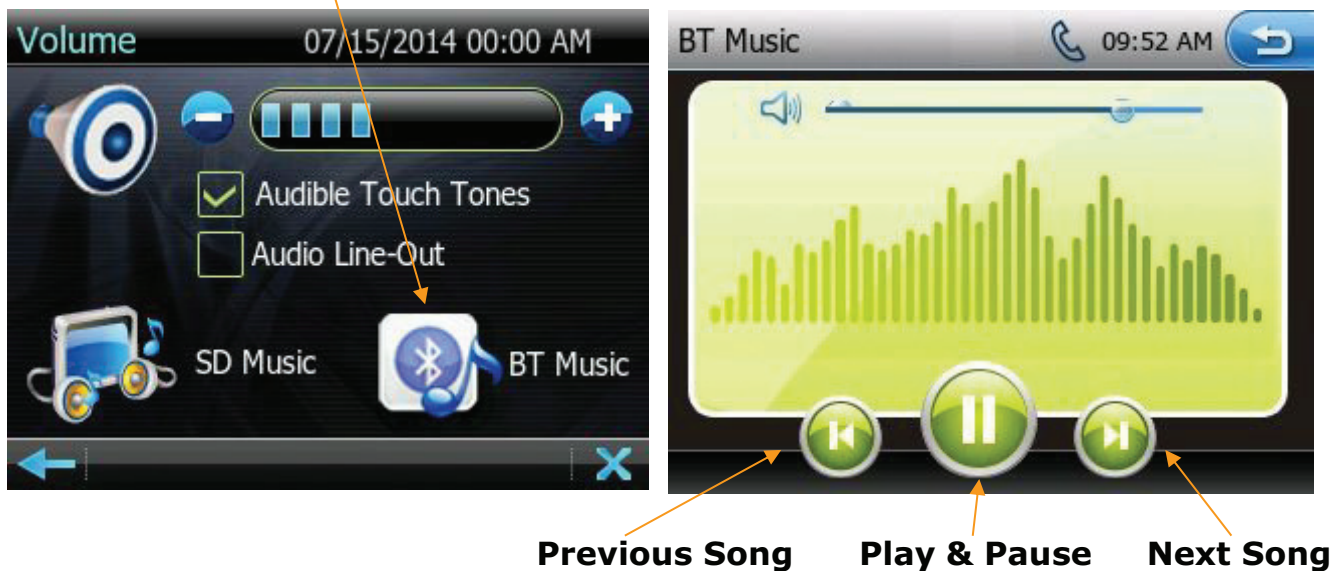 Volume
07/15/2014 00:00 AM
Audible Touch Tones
Audio Line-Out
SD Music
BT Music
BT Music
09:52 AM
Previous Song
Play & Pause
Next Song